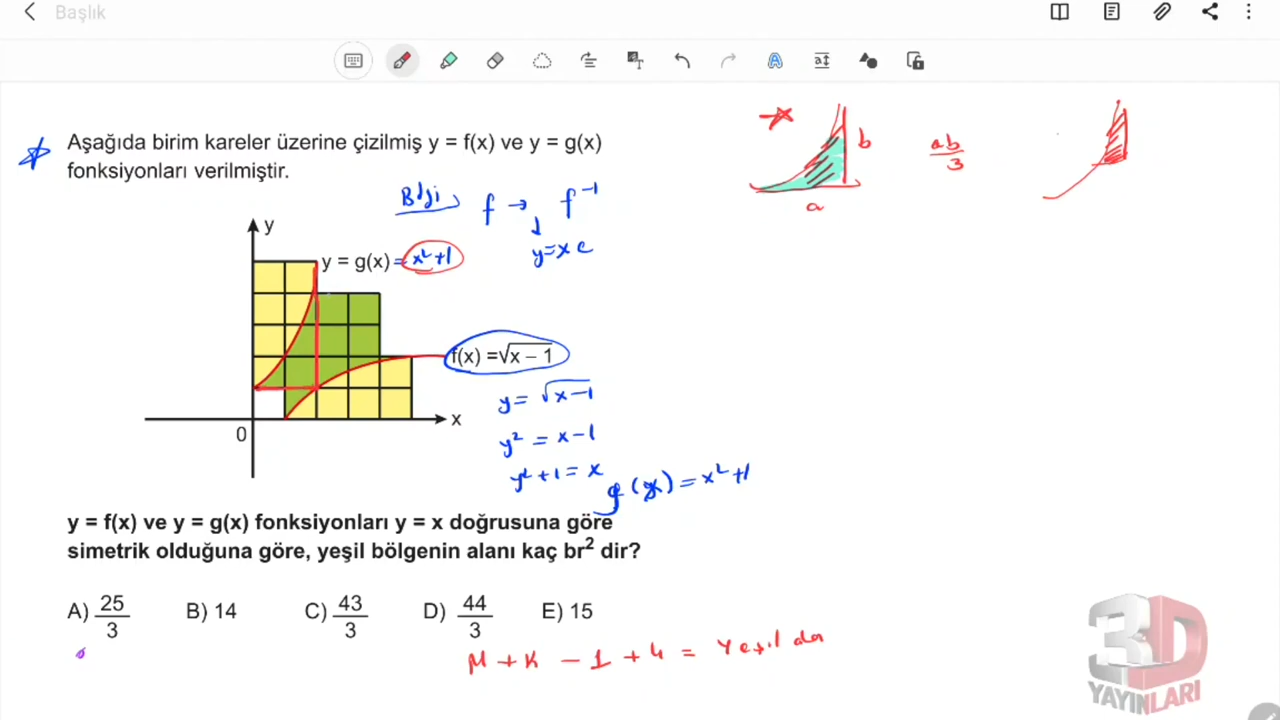 Başlık
Aşağıda birim kareler üzerine çizilmiş y = f(x) ve y = g(x)
fonksiyonları verilmiştir.
Bilgi f → f⁻¹
y=x e
b
a
ab/3
y
y = g(x) = x²+1
f(x) = √x – 1
x
0
y = √x-1
y² = x-1
y²+1 = x
g(x) = x²+1
y = f(x) ve y = g(x) fonksiyonları y = x doğrusuna göre
simetrik olduğuna göre, yeşil bölgenin alanı kaç br² dir?
A) 25/3 B) 14 C) 43/3 D) 44/3 E) 15
M + K - 1 + 4 = Yeşil da
3D
YAYINLARI